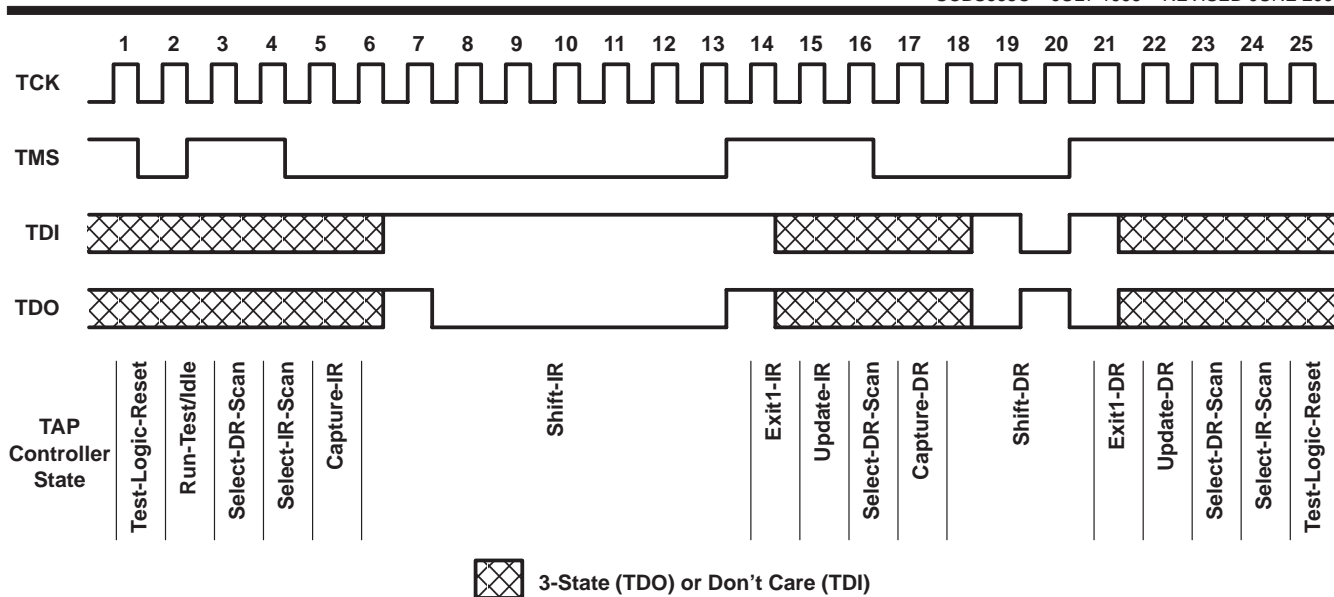 1 2 3 4 5 6 7 8 9 10 11 12 13 14 15 16 17 18 19 20 21 22 23 24 25
TCK
TMS
TDI
TDO
TAP
Controller
State
Test-Logic-Reset
Run-Test/Idle
Select-DR-Scan
Select-IR-Scan
Capture-IR
Shift-IR
Exit1-IR
Update-IR
Select-DR-Scan
Capture-DR
Shift-DR
Exit1-DR
Update-DR
Select-DR-Scan
Select-IR-Scan
Test-Logic-Reset
3-State (TDO) or Don't Care (TDI)